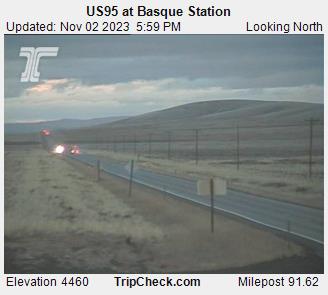 US95 at Basque Station
Updated: Nov 02 2023 5:59 PM Looking North
Elevation 4460 TripCheck.com Milepost 91.62